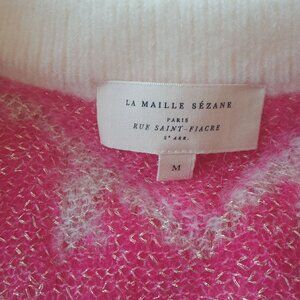 LA MAILLE SÉZANE
PARIS
RUE SAINT-FIACRE
2e ARR.
M